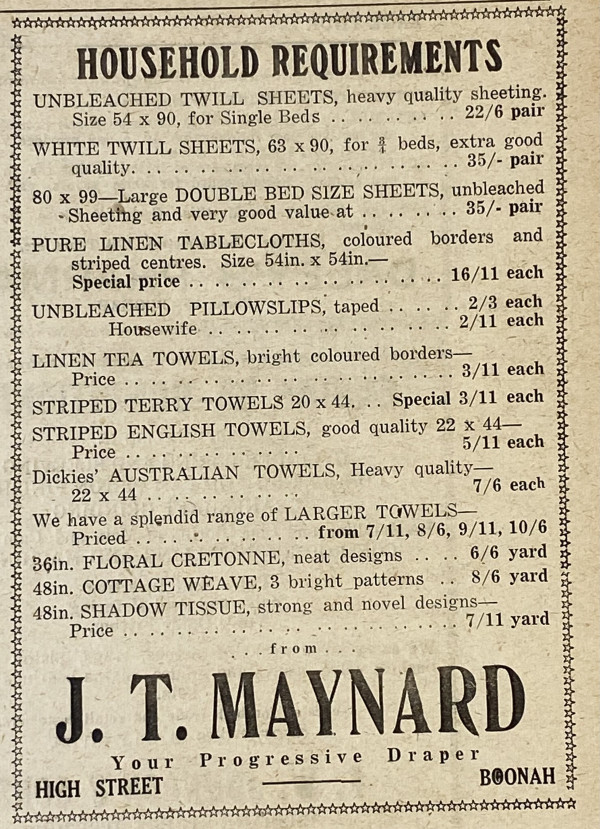 HOUSEHOLD REQUIREMENTS
UNBLEACHED TWILL SHEETS, heavy quality sheeting.
Size 54 x 90, for Single Beds . . . . . . . . . 22/6 pair
WHITE TWILL SHEETS, 63 x 90, for ¾ beds, extra good
quality. . . . . . . . . . . . . . . . . . . . . 35/- pair
80 x 99—Large DOUBLE BED SIZE SHEETS, unbleached
Sheeting and very good value at . . . . . . . 35/- pair
PURE LINEN TABLECLOTHS, coloured borders and
striped centres. Size 54in. x 54in.—
Special price . . . . . . . . . . . . . . . . . . 16/11 each
UNBLEACHED PILLOWSLIPS, taped . . . . . 2/3 each
Housewife . . . . . . . . . . . . . . . . . . 2/11 each
LINEN TEA TOWELS, bright coloured borders—
Price . . . . . . . . . . . . . . . . . . . . . . . 3/11 each
STRIPED TERRY TOWELS 20 x 44. . . Special 3/11 each
STRIPED ENGLISH TOWELS, good quality 22 x 44—
Price . . . . . . . . . . . . 5/11 each
Dickies' AUSTRALIAN TOWELS, Heavy quality—
22 x 44 . . . . . . . . . . . 7/6 each
We have a splendid range of LARGER TOWELS—
Priced . . . . . . . . . . . . . from 7/11, 8/6, 9/11, 10/6
36in. FLORAL CRETONNE, neat designs . . . . 6/6 yard
48in. COTTAGE WEAVE, 3 bright patterns . . 8/6 yard
48in. SHADOW TISSUE, strong and novel designs—
Price . . . . . . . . . . . . . . . . . . . . . . . 7/11 yard
. . . from . . .
J. T. MAYNARD
Your Progressive Draper
HIGH STREET BOONAH